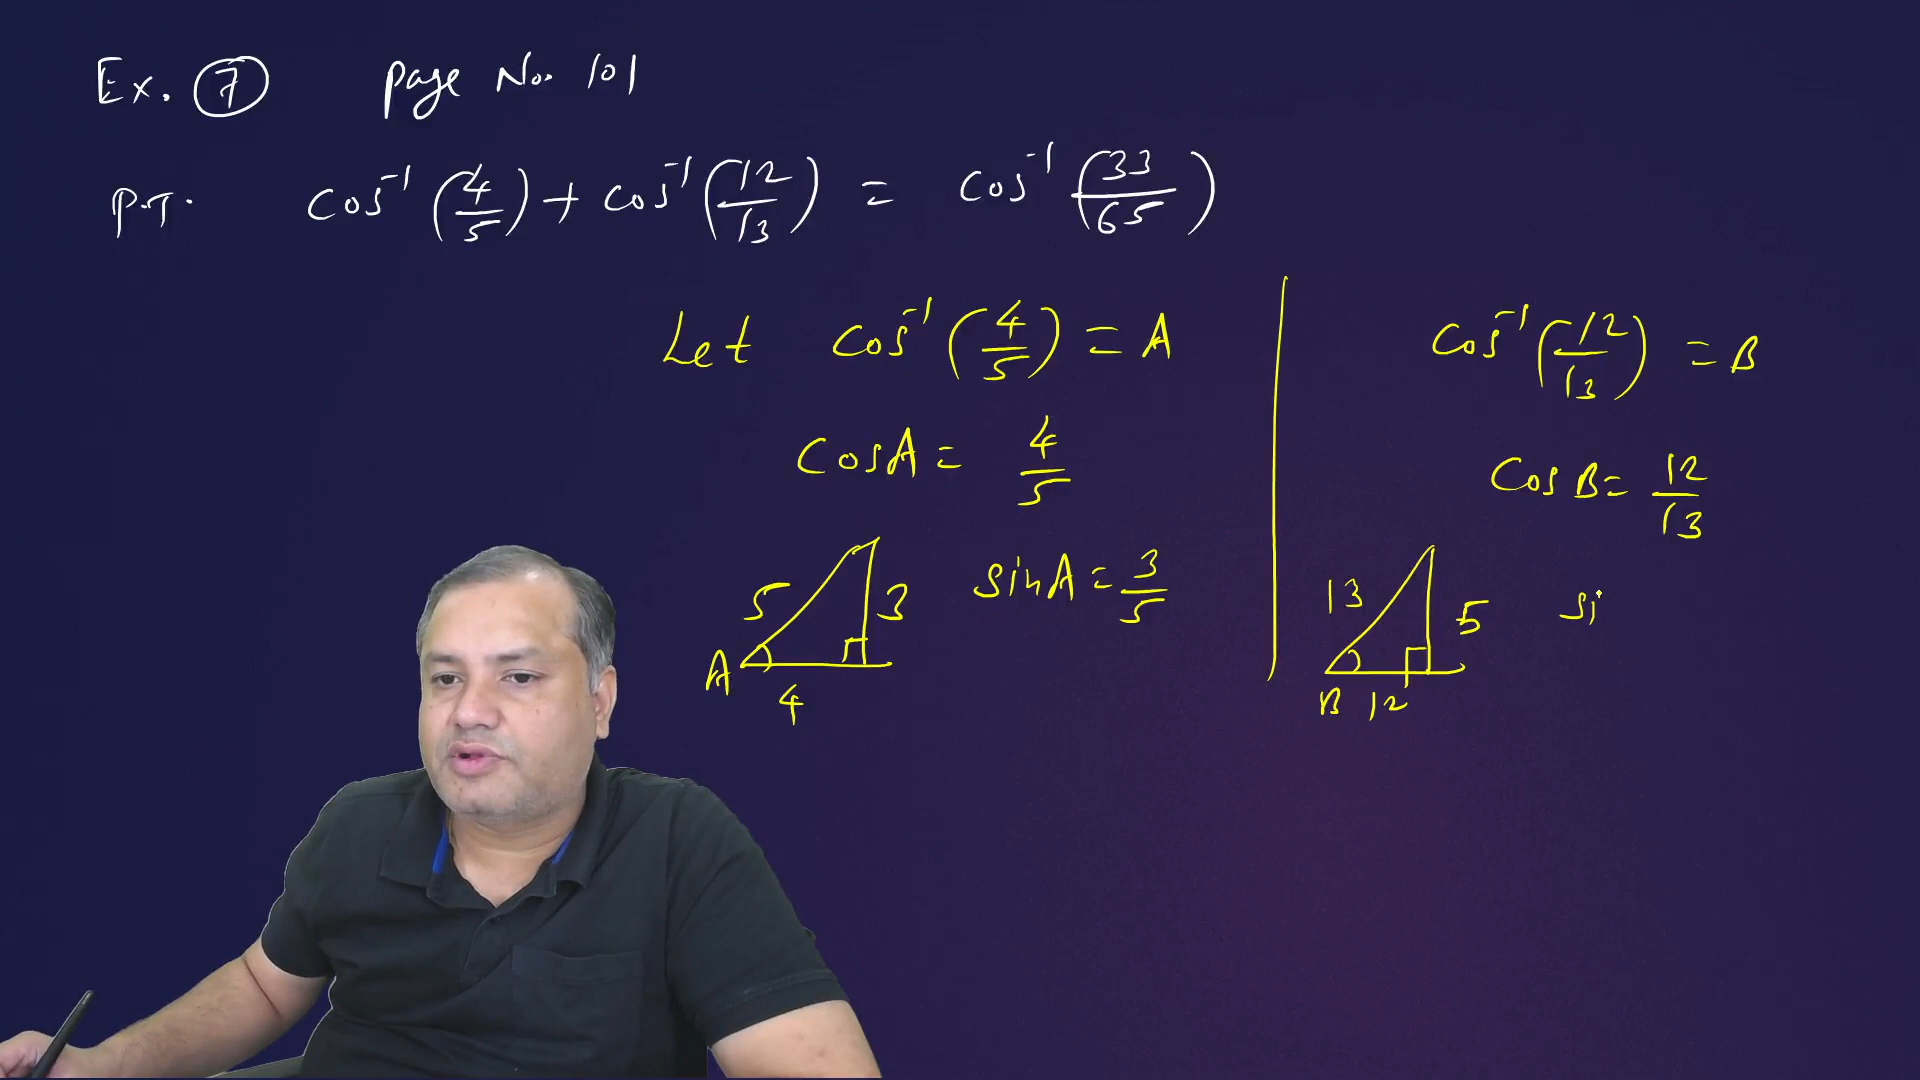 Ex. 7 Page No. 101
P.T. cos⁻¹(4/5) + cos⁻¹(12/13) = cos⁻¹(33/65)
Let cos⁻¹(4/5) = A
cosA = 4/5
5 3 sinA = 3/5
A 4
cos⁻¹(12/13) = B
cosB = 12/13
13 5 si
B 12